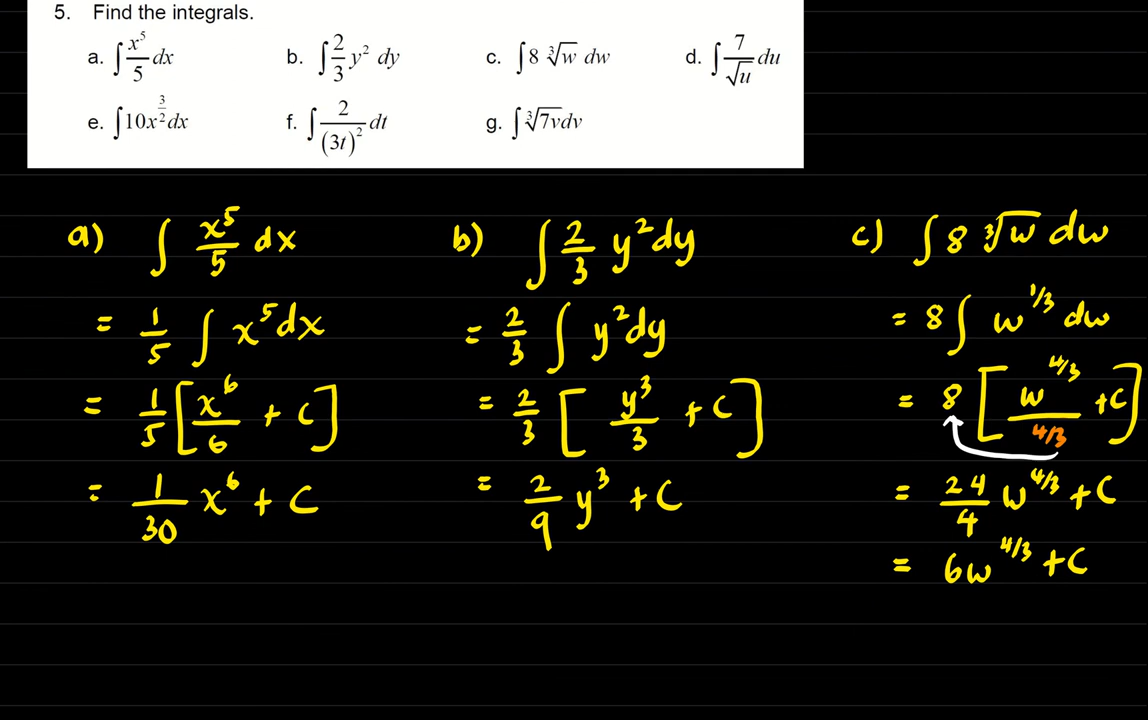 5. Find the integrals.
a. ∫ x⁵/5 dx b. ∫ 2/3 y² dy c. ∫ 8 ∛w dw d. ∫ 7/√u du
e. ∫ 10x^(3/2) dx f. ∫ 2/(3t)² dt g. ∫ ∛7v dv
a) ∫ x⁵/5 dx
= 1/5 ∫ x⁵ dx
= 1/5 [x⁶/6 + C]
= 1/30 x⁶ + C
b) ∫ 2/3 y² dy
= 2/3 ∫ y² dy
= 2/3 [y³/3 + C]
= 2/9 y³ + C
c) ∫ 8 ∛w dw
= 8 ∫ w^(1/3) dw
= 8 [w^(4/3)/(4/3) + C]
= 24/4 w^(4/3) + C
= 6w^(4/3) + C